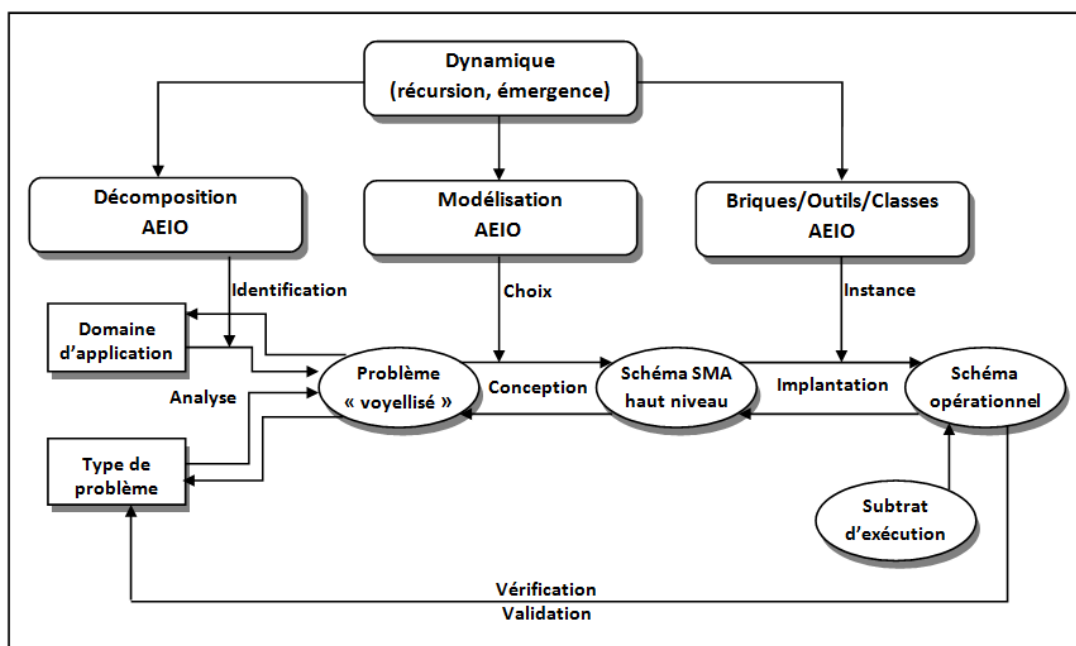 Dynamique
(récursion, émergence)
Décomposition
AEIO
Modélisation
AEIO
Briques/Outils/Classes
AEIO
Identification
Choix
Instance
Domaine
d'application
Analyse
Problème
« voyellisé »
Conception
Schéma SMA
haut niveau
Implantation
Schéma
opérationnel
Type de
problème
Subtrat
d'exécution
Vérification
Validation